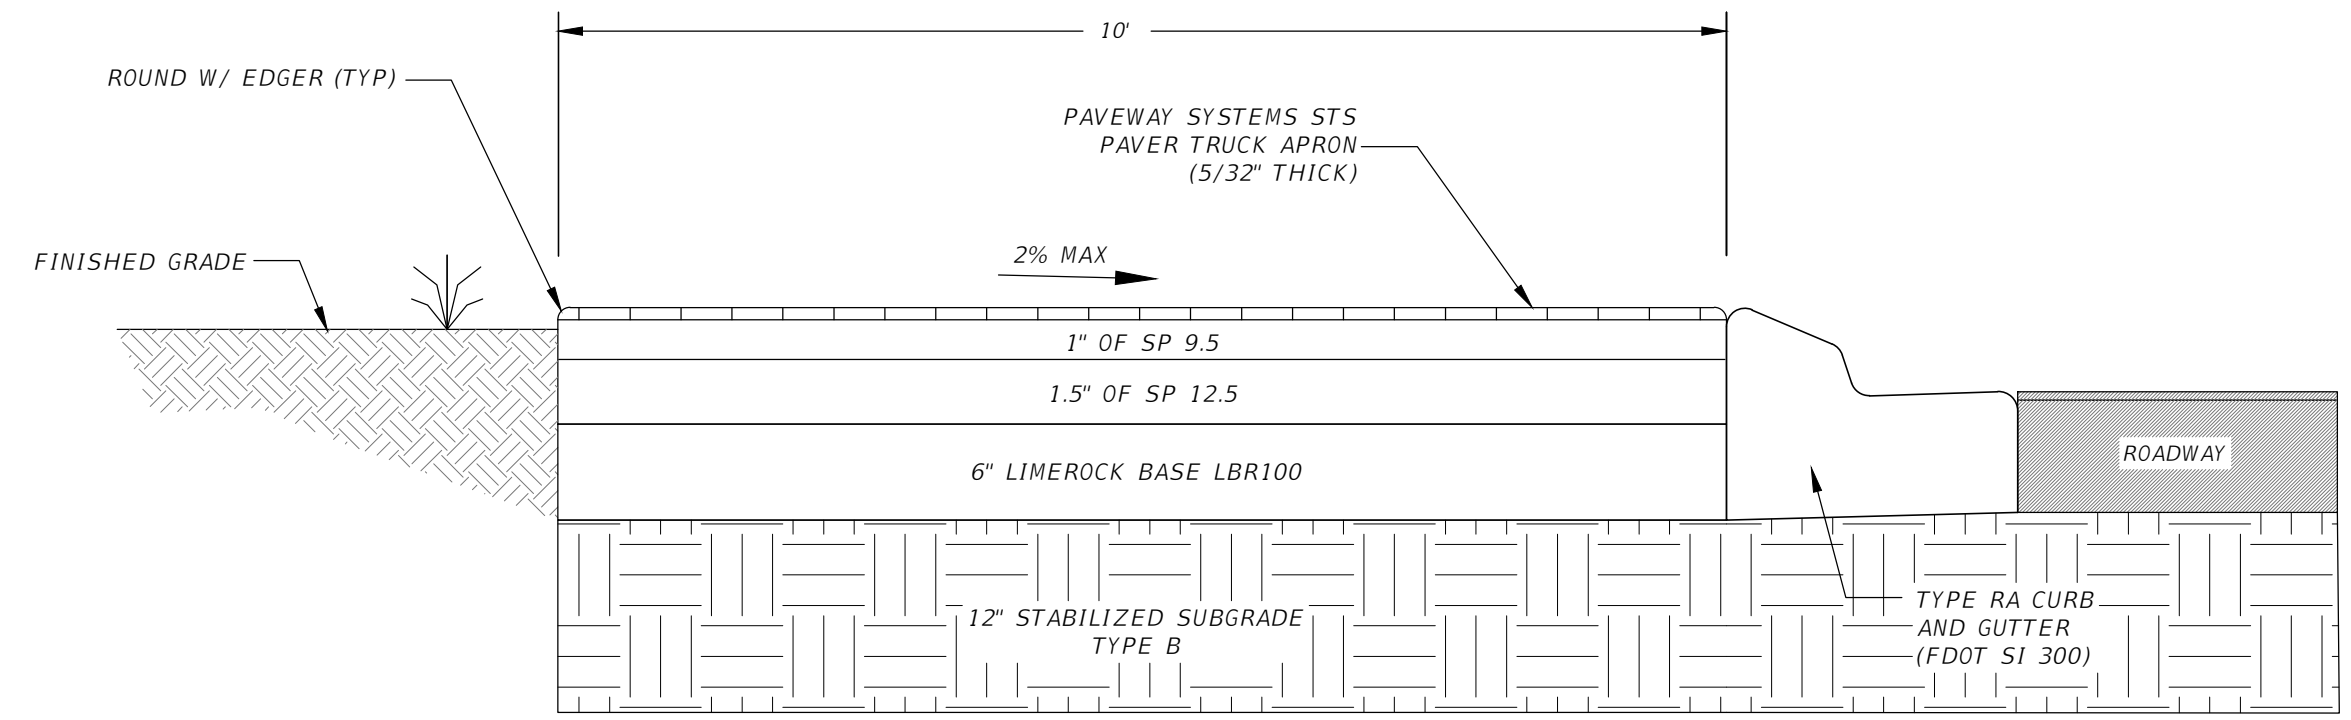 10'
ROUND W/ EDGER (TYP)
PAVEWAY SYSTEMS STS
PAVER TRUCK APRON
(5/32" THICK)
FINISHED GRADE
2% MAX
1" OF SP 9.5
1.5" OF SP 12.5
6" LIMEROCK BASE LBR100
ROADWAY
12" STABILIZED SUBGRADE
TYPE B
TYPE RA CURB
AND GUTTER
(FDOT SI 300)